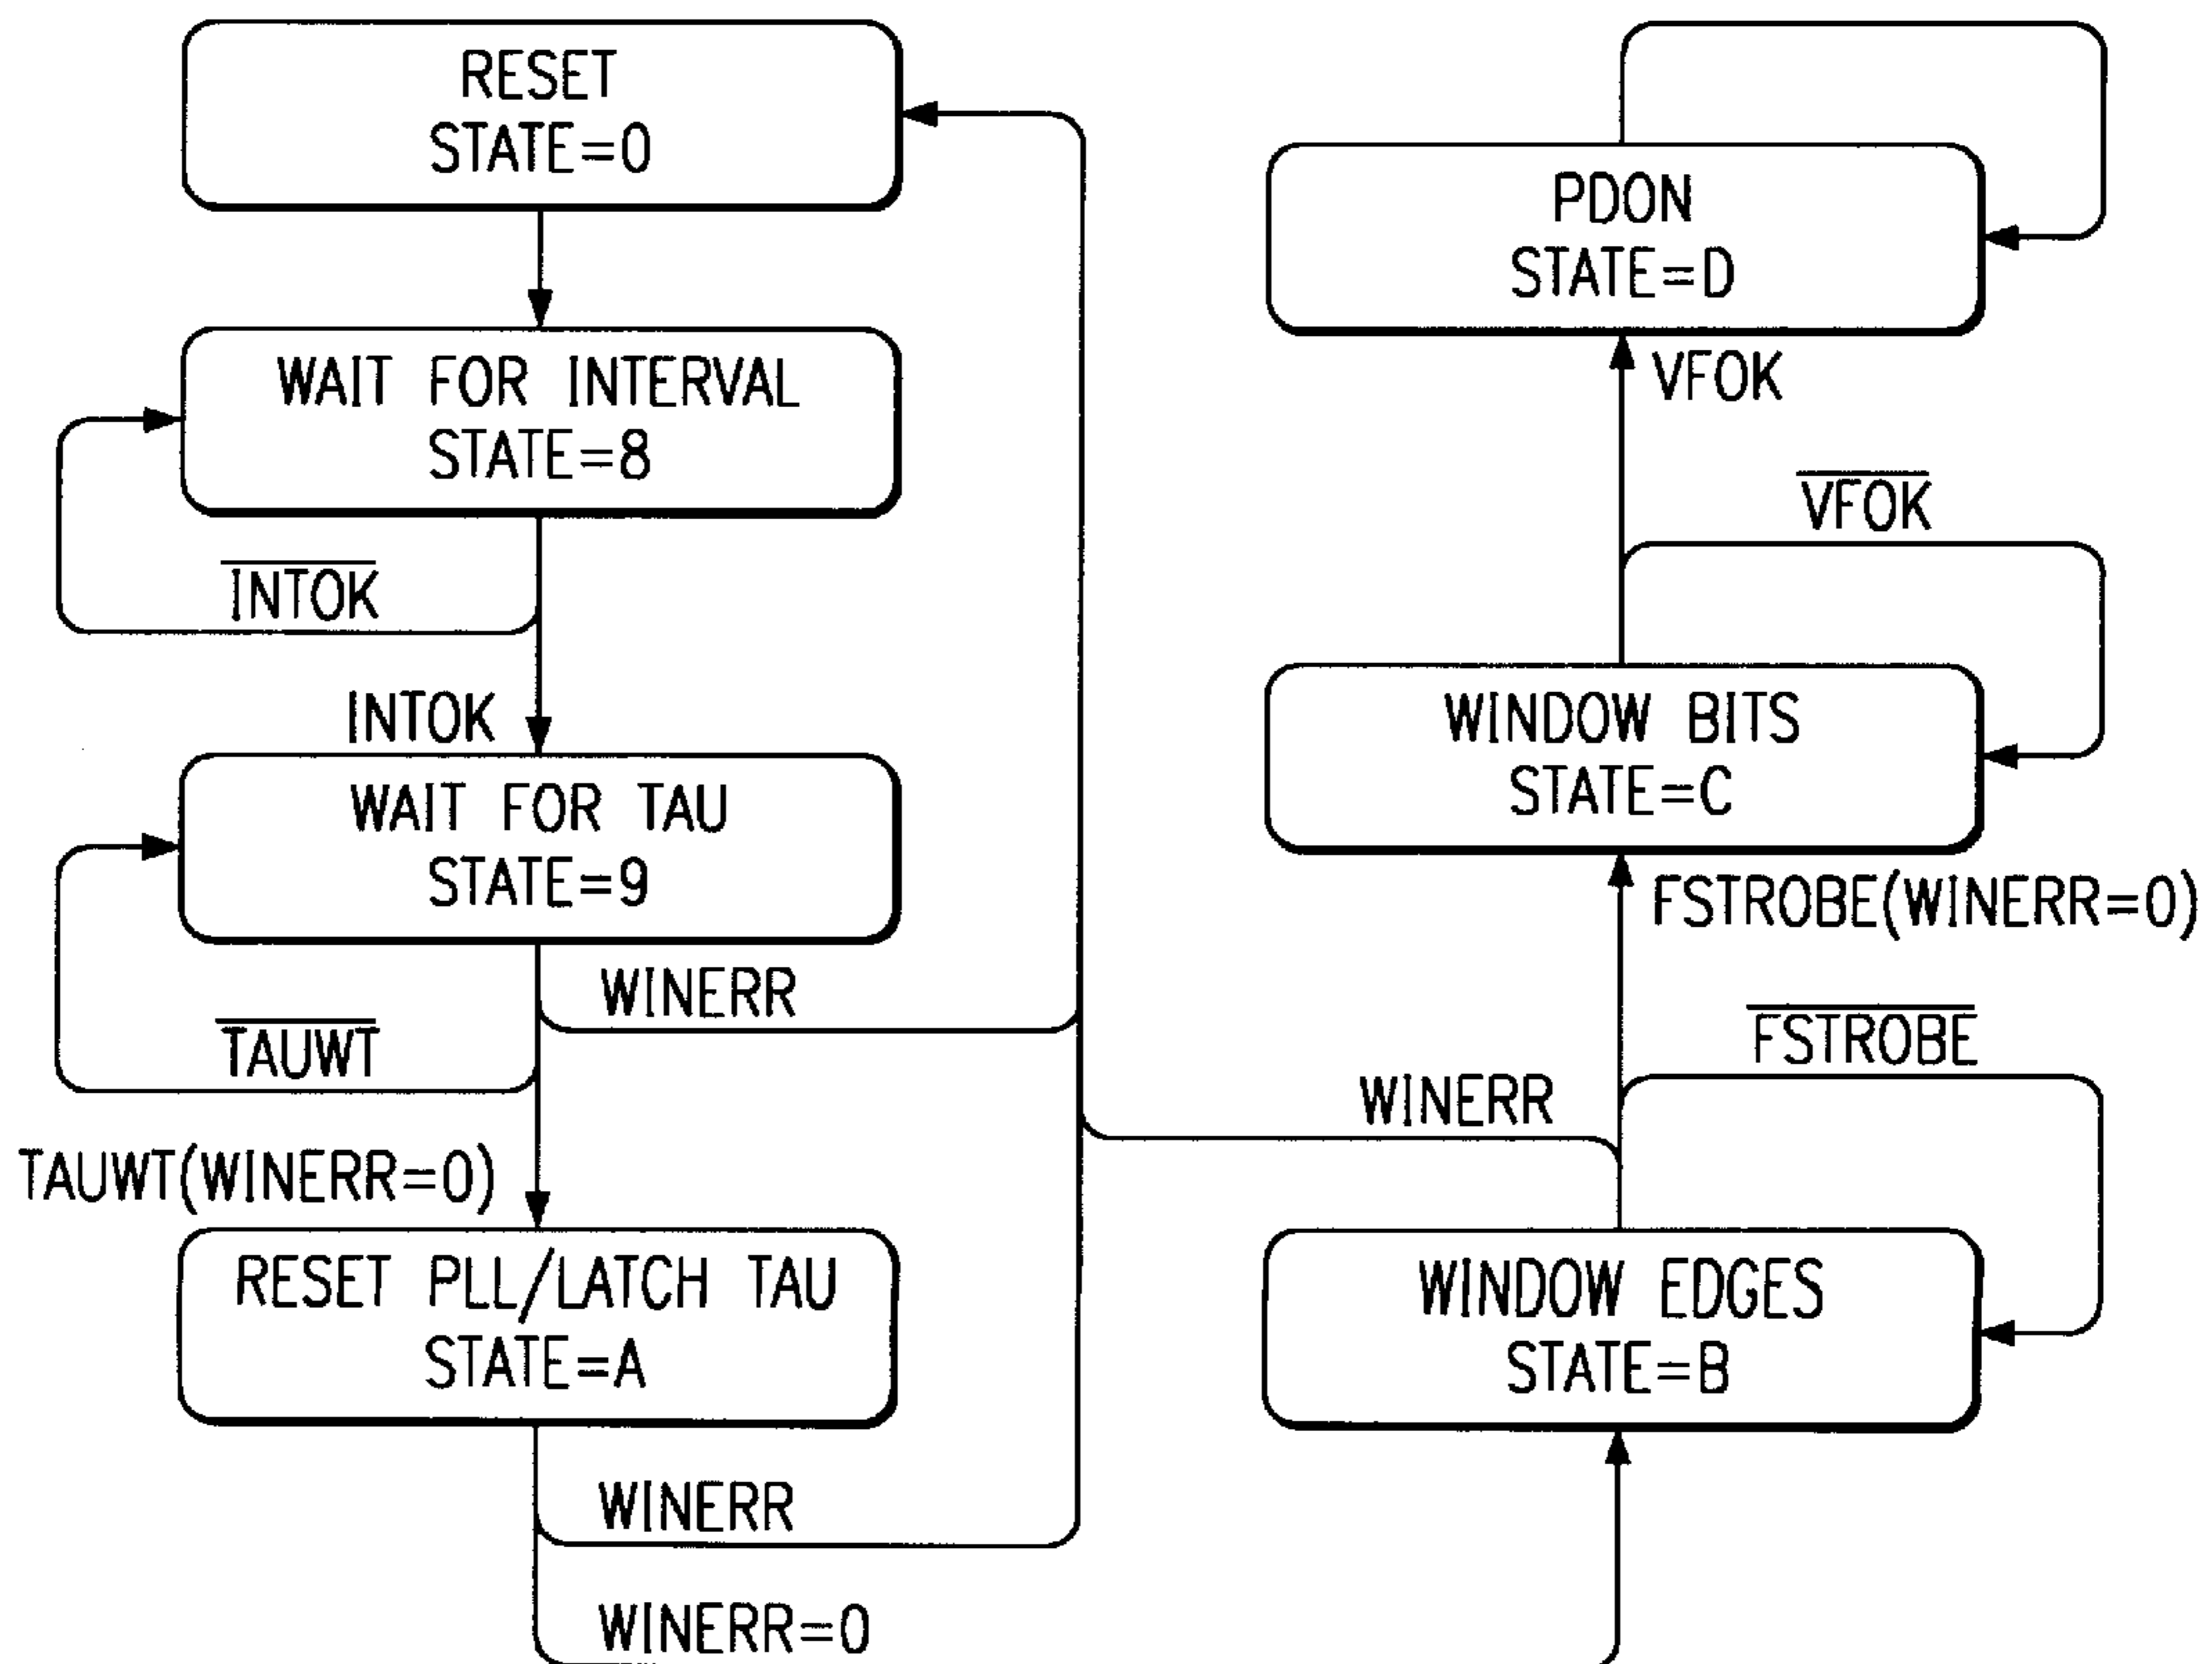 RESET
STATE=0
WAIT FOR INTERVAL
STATE=8
INTOK
INTOK
WAIT FOR TAU
STATE=9
WINERR
TAUWT
TAUWT(WINERR=0)
RESET PLL/LATCH TAU
STATE=A
WINERR
WINERR=0
PDON
STATE=D
VFOK
VFOK
WINDOW BITS
STATE=C
FSTROBE(WINERR=0)
FSTROBE
WINERR
WINDOW EDGES
STATE=B